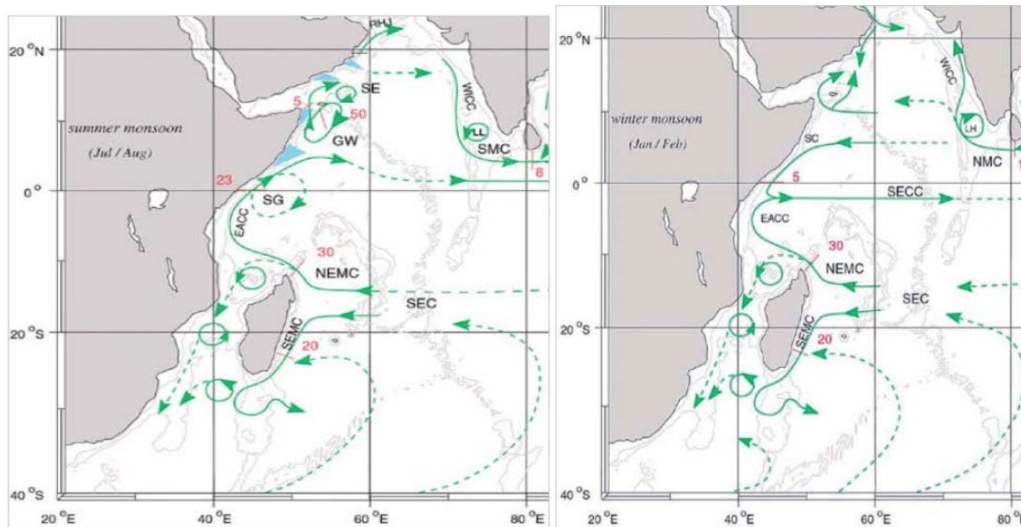 20 °N
RHJ
summer monsoon
(Jul / Aug)
5
SE
50
GW
WICC
LL
SMC
8
0 °
23
SG
EACC
30
NEMC
SEC
20 °S
SEMC
20
40 °S
20 °E
40 °E
60 °E
80 °E
20 °N
winter monsoon
(Jan / Feb)
WICC
LH
SC
NMC
1
0 °
5
SECC
EACC
30
NEMC
SEC
20 °S
SEMC
20
40 °S
20 °E
40 °E
60 °E
80 °E